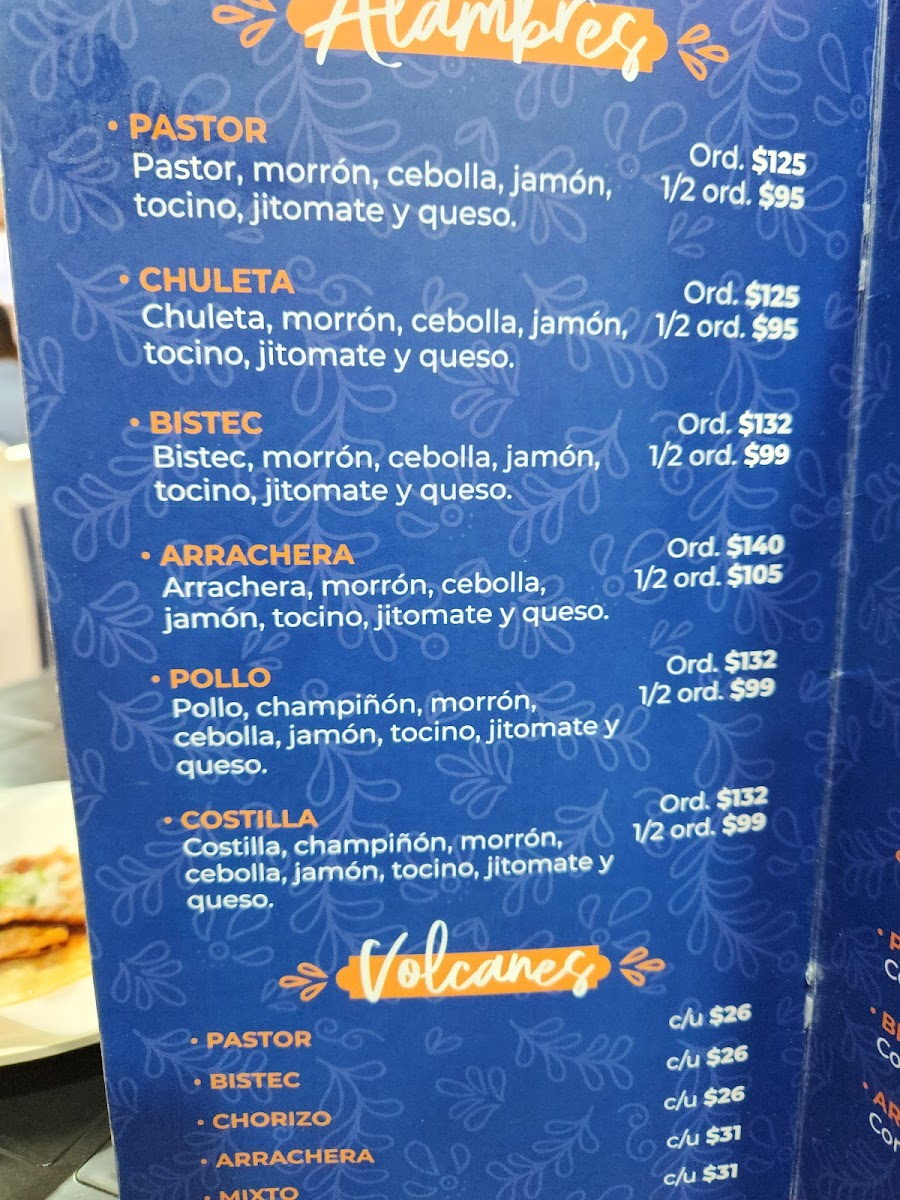 Alambres
• PASTOR
Pastor, morrón, cebolla, jamón,
tocino, jitomate y queso.
Ord. $125
1/2 ord. $95
• CHULETA
Chuleta, morrón, cebolla, jamón,
tocino, jitomate y queso.
Ord. $125
1/2 ord. $95
• BISTEC
Bistec, morrón, cebolla, jamón,
tocino, jitomate y queso.
Ord. $132
1/2 ord. $99
• ARRACHERA
Arrachera, morrón, cebolla,
jamón, tocino, jitomate y queso.
Ord. $140
1/2 ord. $105
• POLLO
Pollo, champiñón, morrón,
cebolla, jamón, tocino, jitomate y
queso.
Ord. $132
1/2 ord. $99
• COSTILLA
Costilla, champiñón, morrón,
cebolla, jamón, tocino, jitomate y
queso.
Ord. $132
1/2 ord. $99
Volcanes
• PASTOR c/u $26
• BISTEC c/u $26
• CHORIZO c/u $26
• ARRACHERA c/u $31
• MIXTO c/u $31